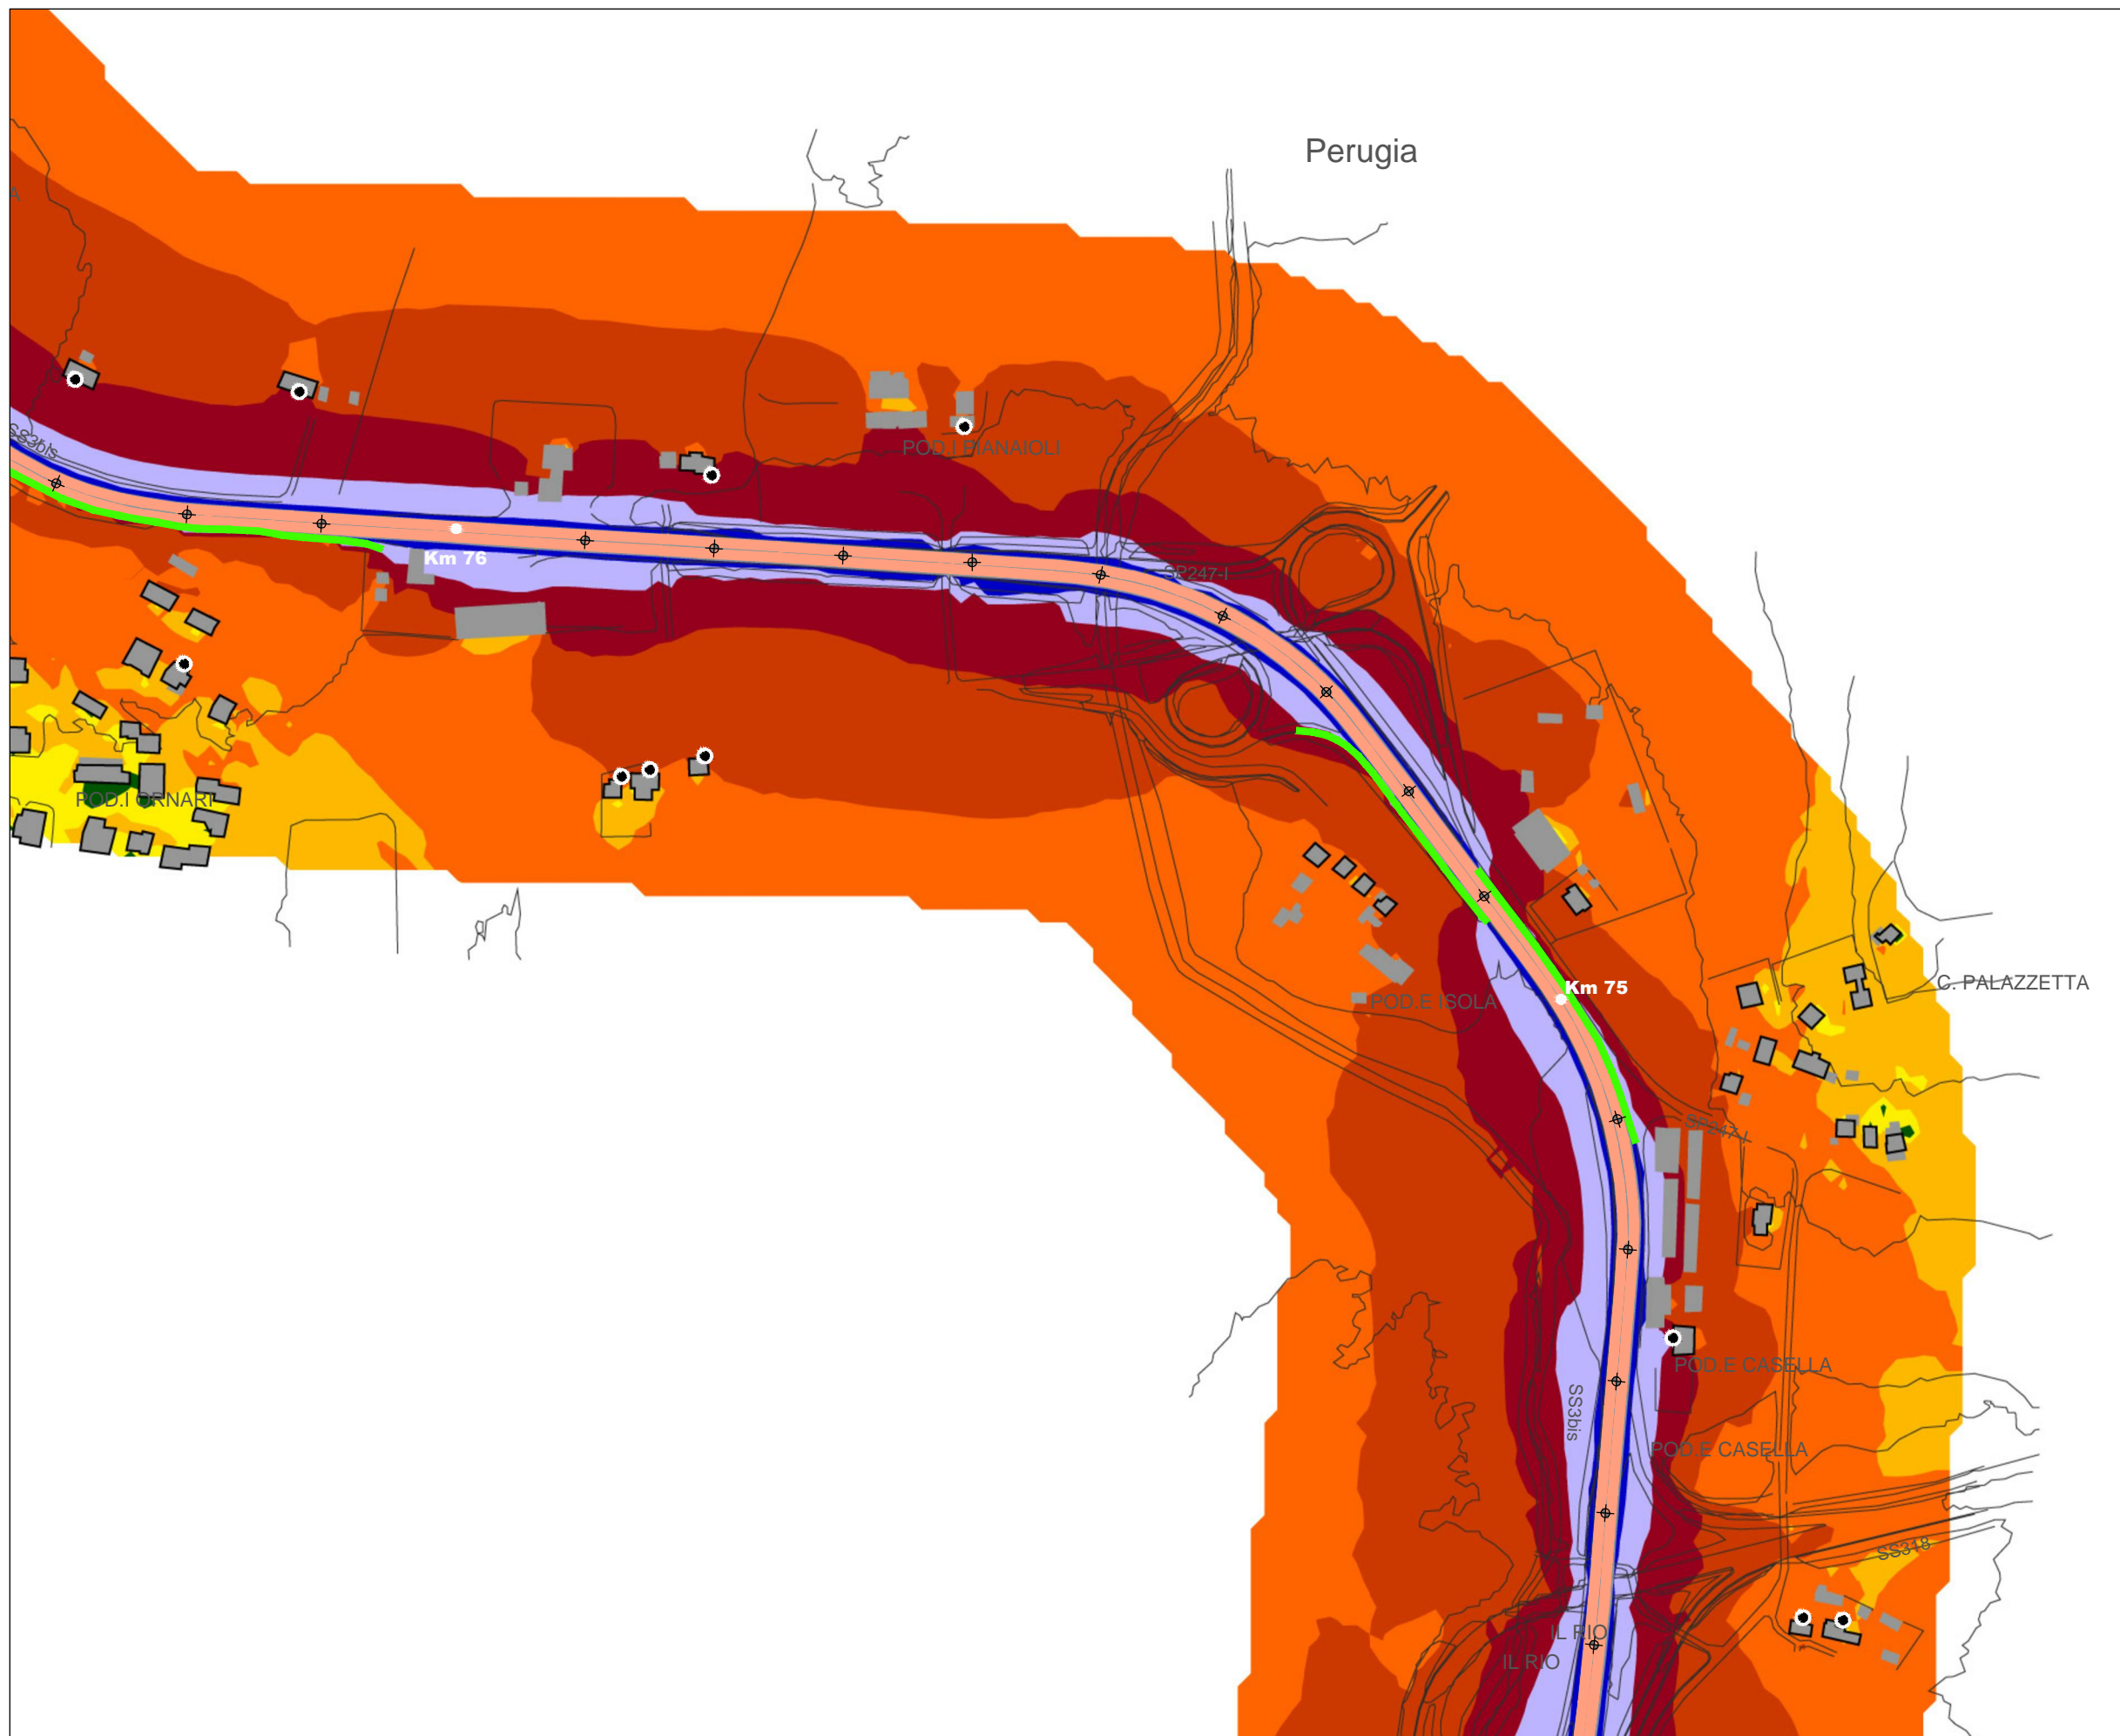 Perugia
A
SS3bis
POD.I PIANAIOLI
Km 76
SP247-I
POD.I ORNARI
Km 75
C. PALAZZETTA
POD.E ISOLA
SP247-I
POD.E CASELLA
SS3bis
POD.E CASELLA
SS318
IL RIO
IL RIO